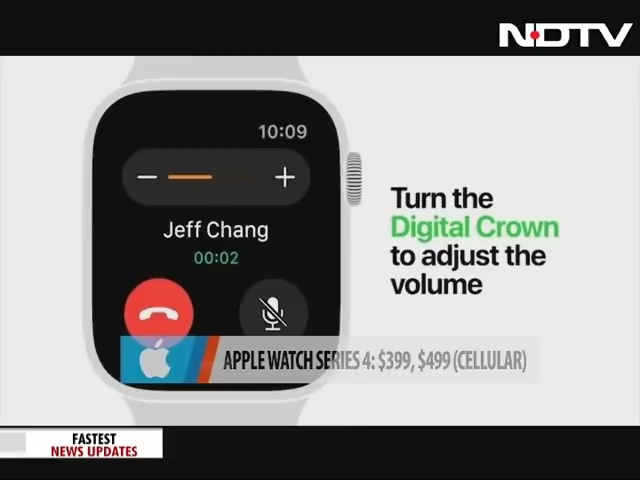 NDTV
10:09
Jeff Chang
00:02
Turn the
Digital Crown
to adjust the
volume
APPLE WATCH SERIES 4: $399, $499 (CELLULAR)
FASTEST
NEWS UPDATES